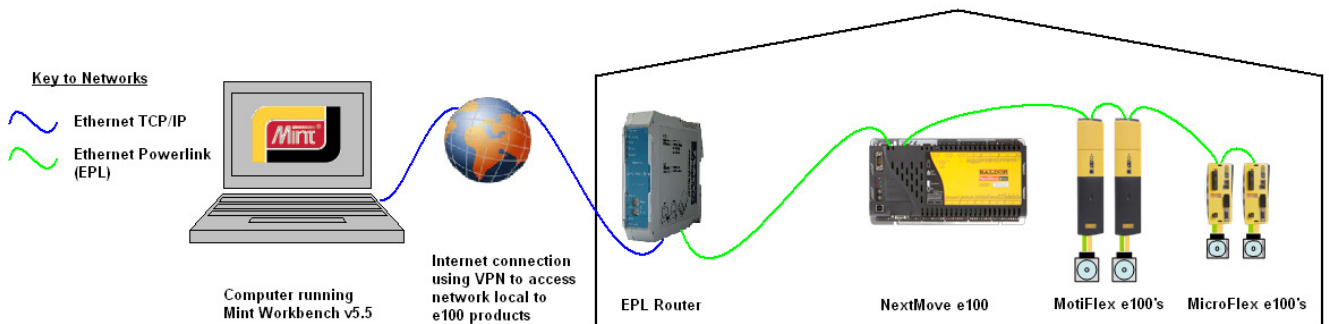 Key to Networks
Ethernet TCP/IP
Ethernet Powerlink
(EPL)
Mint
Computer running
Mint Workbench v5.5
Internet connection
using VPN to access
network local to
e100 products
EPL Router
BALDOR
NextMove e100
MotiFlex e100's
MicroFlex e100's